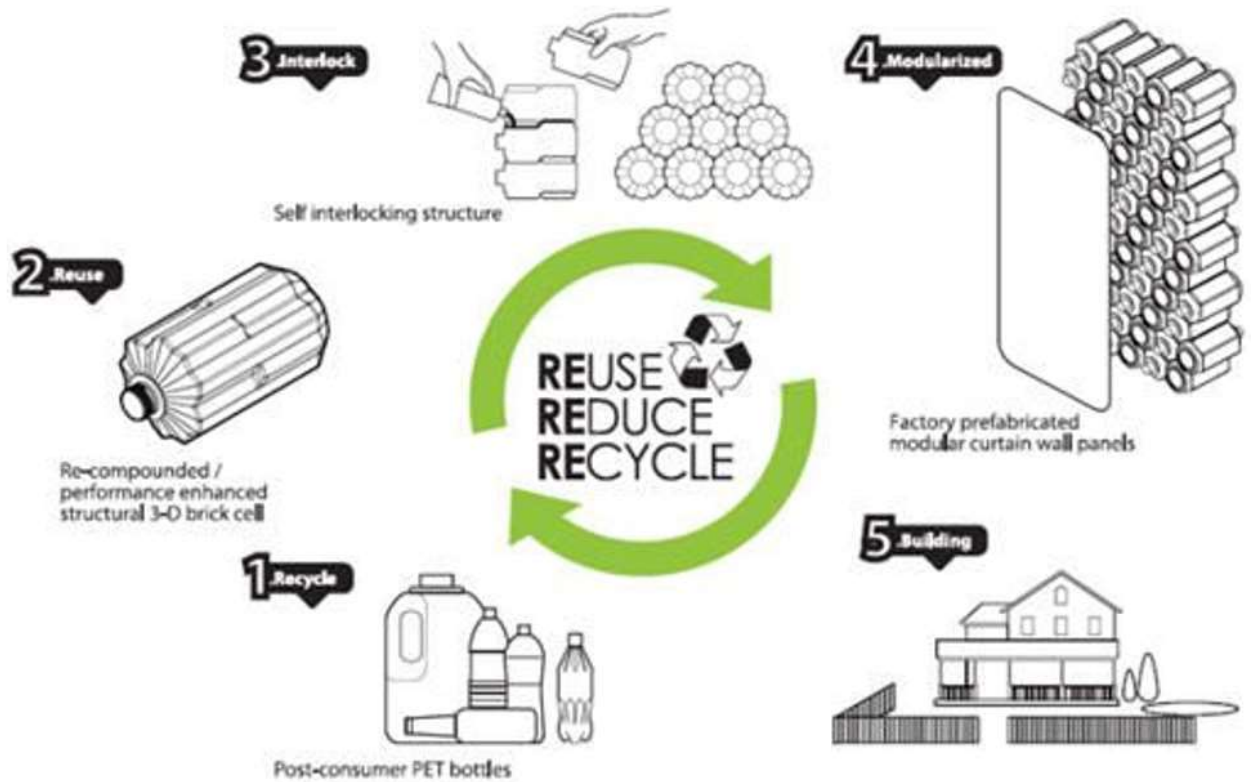 3.Interlock
Self interlocking structure
4.Modularized
Factory prefabricated
modular curtain wall panels
2.Reuse
Re-compounded /
performance enhanced
structural 3-D brick cell
REUSE
REDUCE
RECYCLE
1.Recycle
Post-consumer PET bottles
5.Building